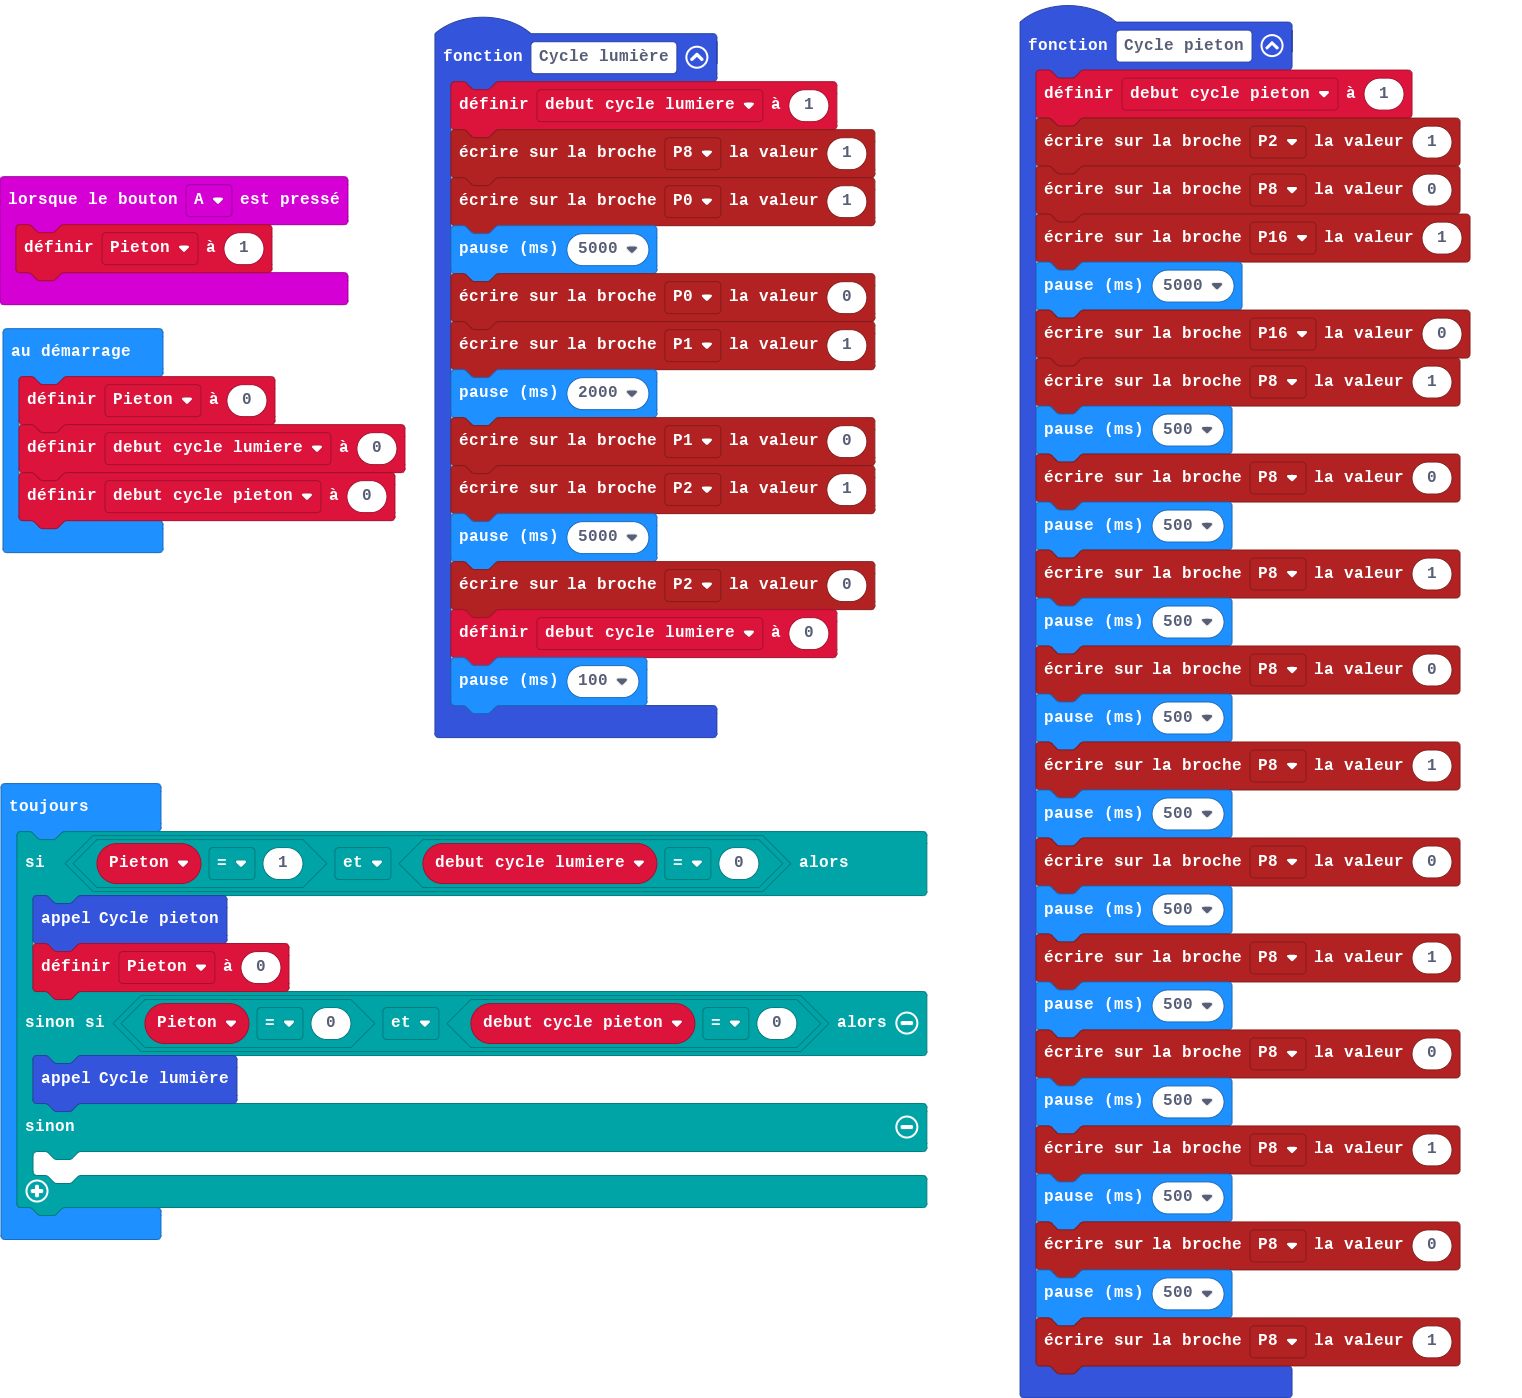 lorsque le bouton A est pressé
définir Pieton à 1
au démarrage
définir Pieton à 0
définir debut cycle lumiere à 0
définir debut cycle pieton à 0
fonction Cycle lumière
définir debut cycle lumiere à 1
écrire sur la broche P8 la valeur 1
écrire sur la broche P0 la valeur 1
pause (ms) 5000
écrire sur la broche P0 la valeur 0
écrire sur la broche P1 la valeur 1
pause (ms) 2000
écrire sur la broche P1 la valeur 0
écrire sur la broche P2 la valeur 1
pause (ms) 5000
écrire sur la broche P2 la valeur 0
définir debut cycle lumiere à 0
pause (ms) 100
toujours
si Pieton = 1 et debut cycle lumiere = 0 alors
appel Cycle pieton
définir Pieton à 0
sinon si Pieton = 0 et debut cycle pieton = 0 alors
appel Cycle lumière
sinon
fonction Cycle pieton
définir debut cycle pieton à 1
écrire sur la broche P2 la valeur 1
écrire sur la broche P8 la valeur 0
écrire sur la broche P16 la valeur 1
pause (ms) 5000
écrire sur la broche P16 la valeur 0
écrire sur la broche P8 la valeur 1
pause (ms) 500
écrire sur la broche P8 la valeur 0
pause (ms) 500
écrire sur la broche P8 la valeur 1
pause (ms) 500
écrire sur la broche P8 la valeur 0
pause (ms) 500
écrire sur la broche P8 la valeur 1
pause (ms) 500
écrire sur la broche P8 la valeur 0
pause (ms) 500
écrire sur la broche P8 la valeur 1
pause (ms) 500
écrire sur la broche P8 la valeur 0
pause (ms) 500
écrire sur la broche P8 la valeur 1
pause (ms) 500
écrire sur la broche P8 la valeur 0
pause (ms) 500
écrire sur la broche P8 la valeur 1